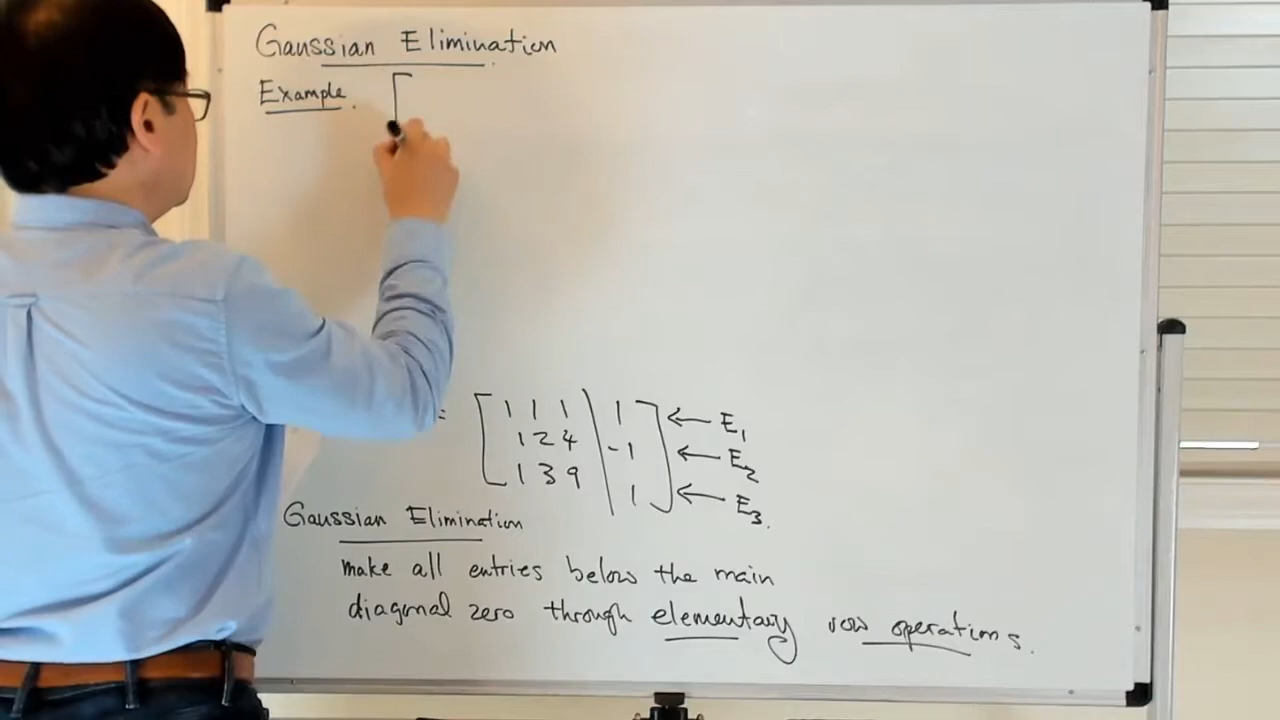 Gaussian Elimination
Example.
= [ 1 1 1 | 1 ] ← E1
1 2 4 | -1 ← E2
1 3 9 | 1 ← E3.
Gaussian Elimination
make all entries below the main
diagonal zero through elementary row operations.